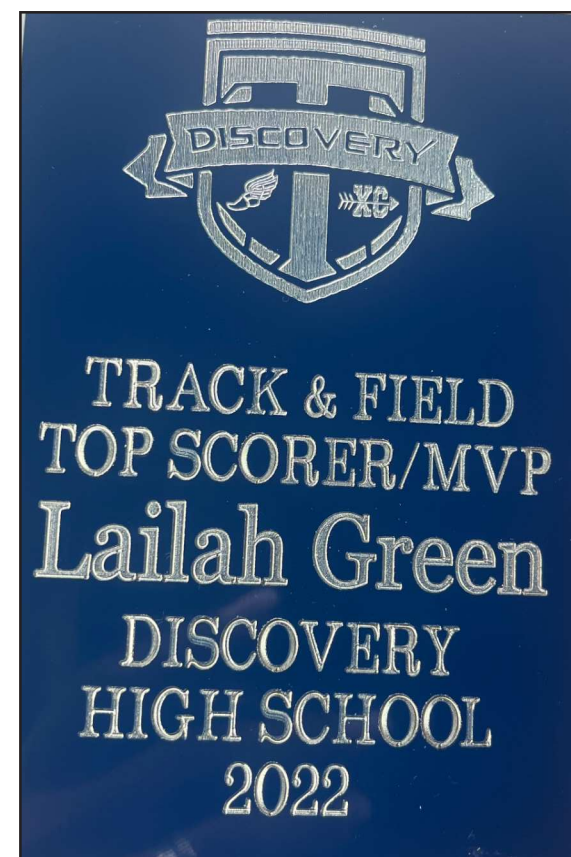 DISCOVERY
XC
TRACK & FIELD
TOP SCORER/MVP
Lailah Green
DISCOVERY
HIGH SCHOOL
2022